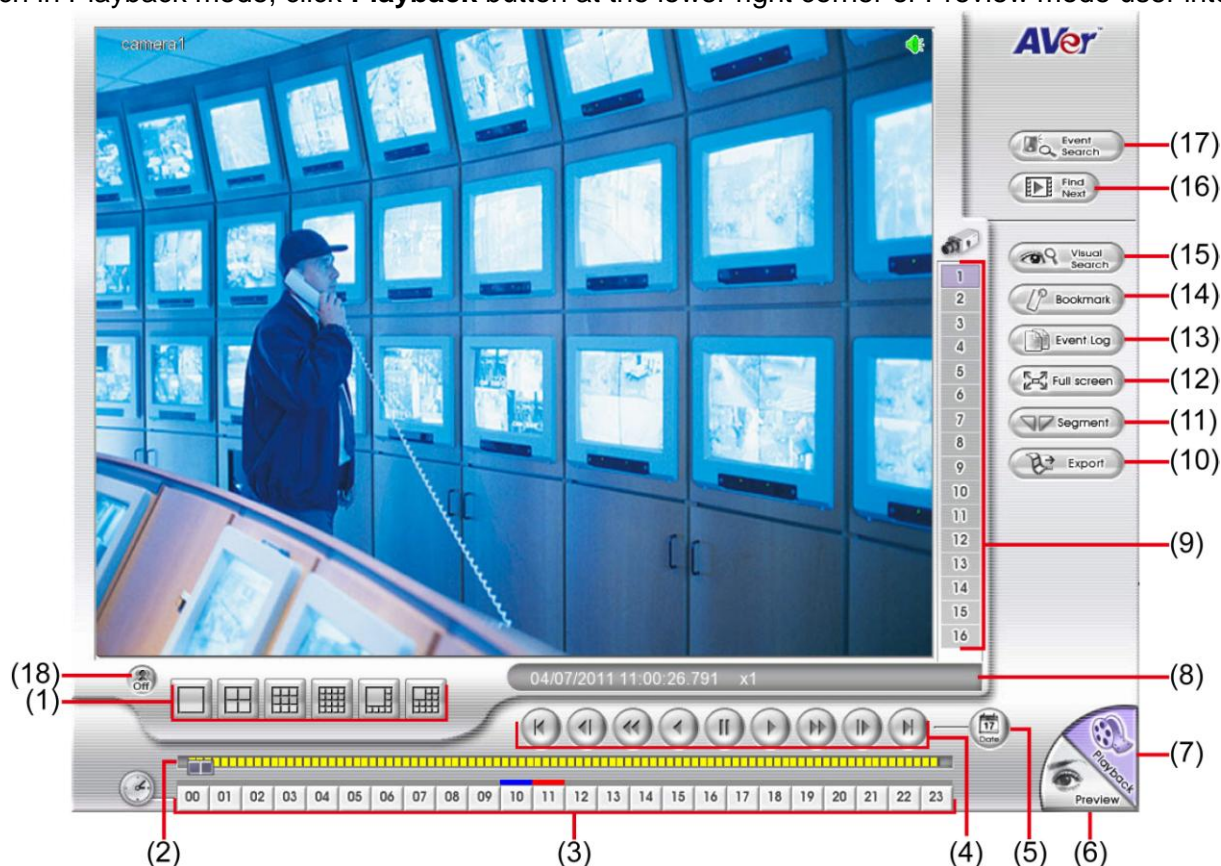 in Playback mode, click Playback button at the lower right corner of Preview mode user
camera1
AVer
Event Search
(17)
Find Next
(16)
Visual Search
(15)
Bookmark
(14)
Event Log
(13)
Full screen
(12)
Segment
(11)
Export
(10)
1
2
3
4
5
6
7
8
9
10
11
12
13
14
15
16
(9)
(18)
Off
(1)
04/07/2011 11:00:26.791 x1
(8)
17
Date
Playback
(7)
Preview
00 01 02 03 04 05 06 07 08 09 10 11 12 13 14 15 16 17 18 19 20 21 22 23
(2)
(3)
(4)
(5)
(6)